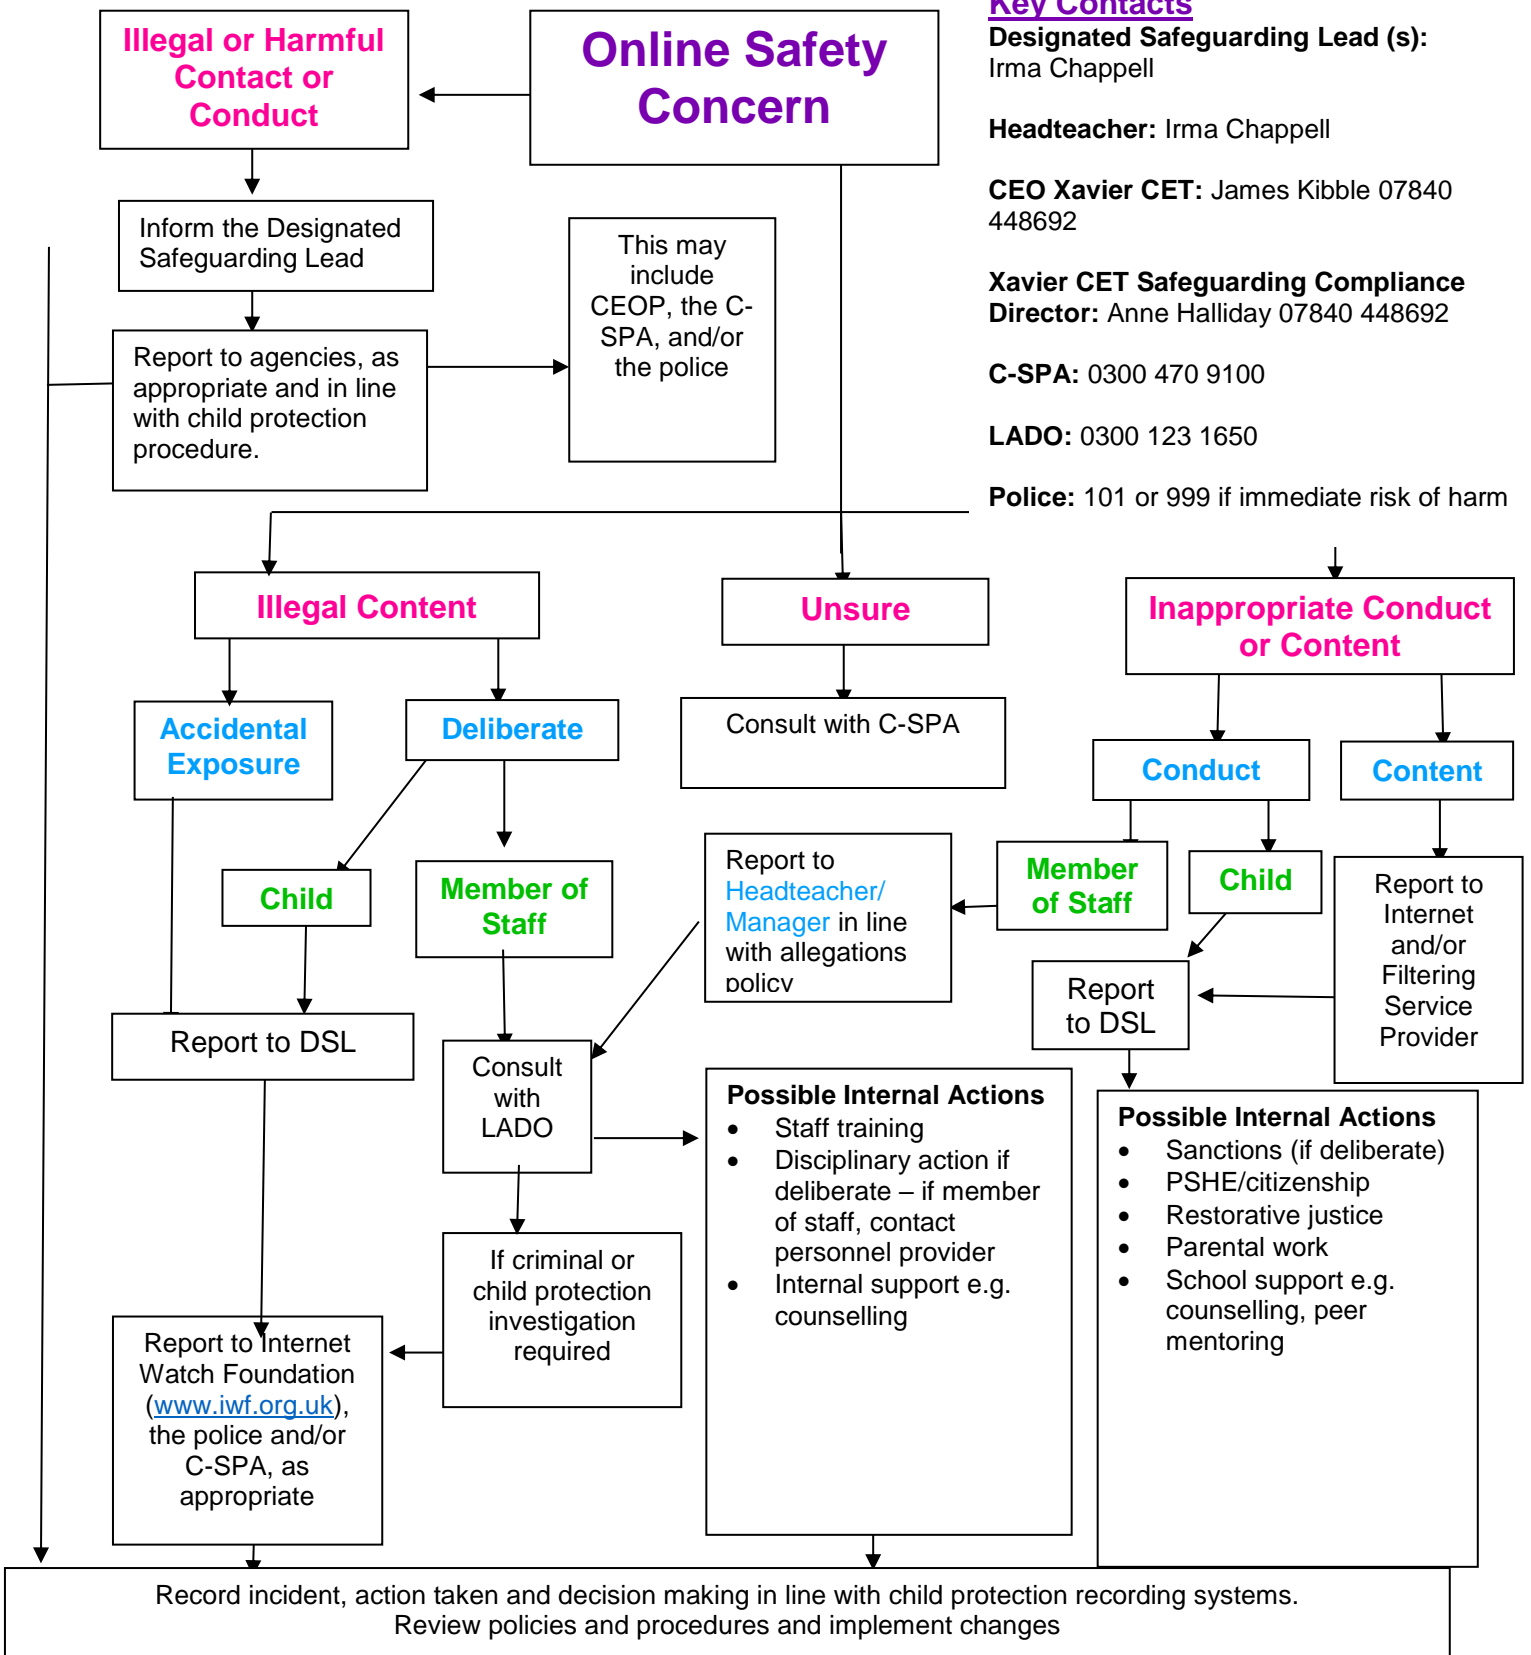 Illegal or Harmful
Contact or
Conduct
Online Safety
Concern
Key Contacts
Designated Safeguarding Lead (s):
Irma Chappell
Headteacher: Irma Chappell
CEO Xavier CET: James Kibble 07840
448692
Xavier CET Safeguarding Compliance
Director: Anne Halliday 07840 448692
C-SPA: 0300 470 9100
LADO: 0300 123 1650
Police: 101 or 999 if immediate risk of harm
Inform the Designated
Safeguarding Lead
This may
include
CEOP, the C-
SPA, and/or
the police
Report to agencies, as
appropriate and in line
with child protection
procedure.
Illegal Content
Unsure
Inappropriate Conduct
or Content
Accidental
Exposure
Deliberate
Consult with C-SPA
Conduct
Content
Child
Member of
Staff
Report to
Headteacher/
Manager in line
with allegations
policy
Member
of Staff
Child
Report to
Internet
and/or
Filtering
Service
Provider
Report to DSL
Consult
with
LADO
Report
to DSL
Possible Internal Actions
• Staff training
• Disciplinary action if
deliberate – if member
of staff, contact
personnel provider
• Internal support e.g.
counselling
Possible Internal Actions
• Sanctions (if deliberate)
• PSHE/citizenship
• Restorative justice
• Parental work
• School support e.g.
counselling, peer
mentoring
If criminal or
child protection
investigation
required
Report to Internet
Watch Foundation
(www.iwf.org.uk),
the police and/or
C-SPA, as
appropriate
Record incident, action taken and decision making in line with child protection recording systems.
Review policies and procedures and implement changes